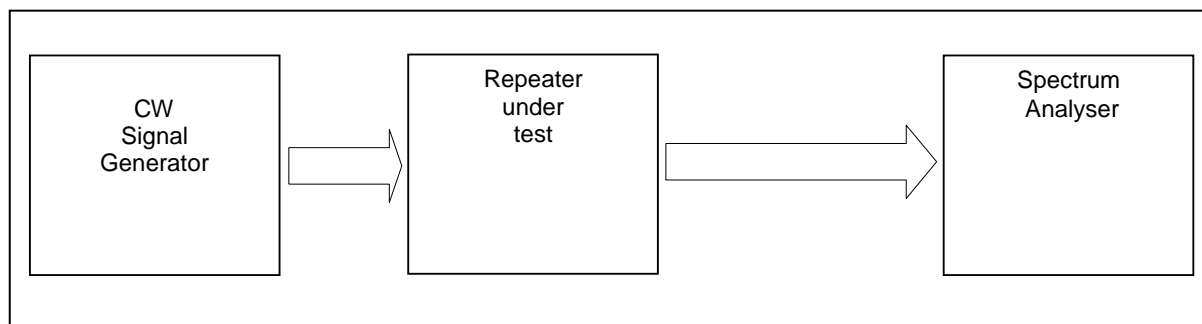 CW
Signal
Generator
Repeater
under
test
Spectrum
Analyser